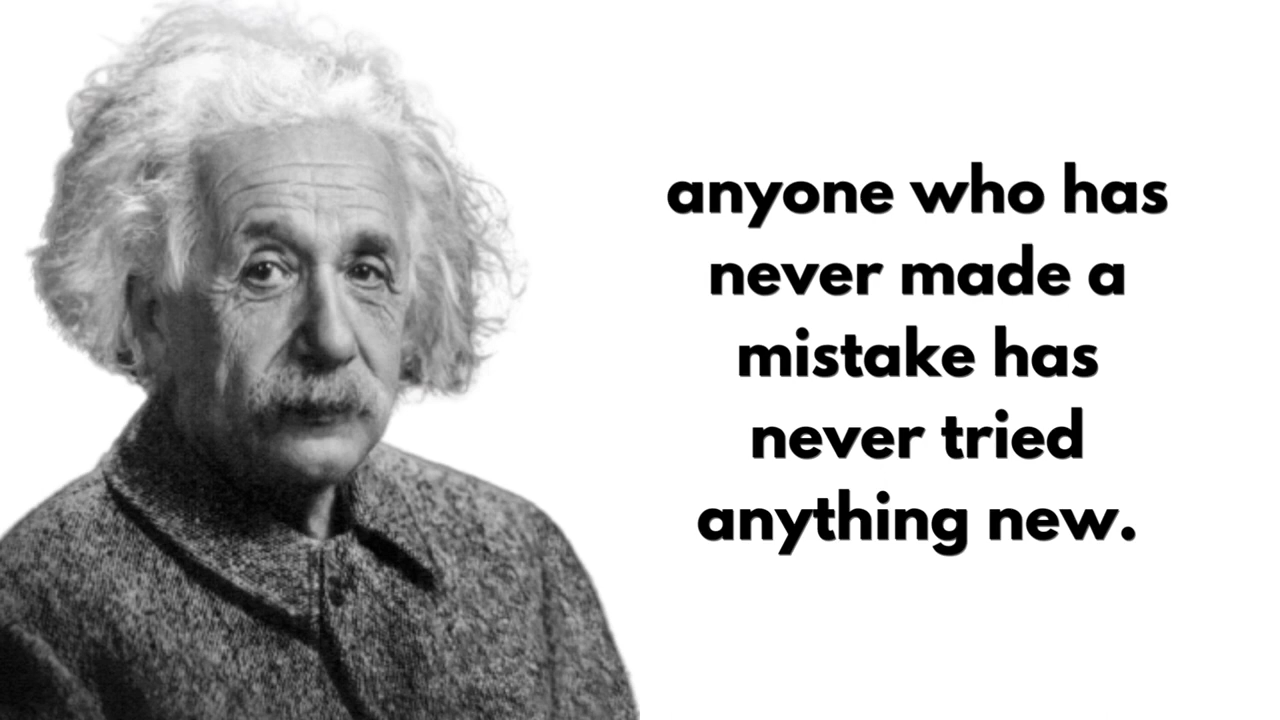 anyone who has
never made a
mistake has
never tried
anything new.